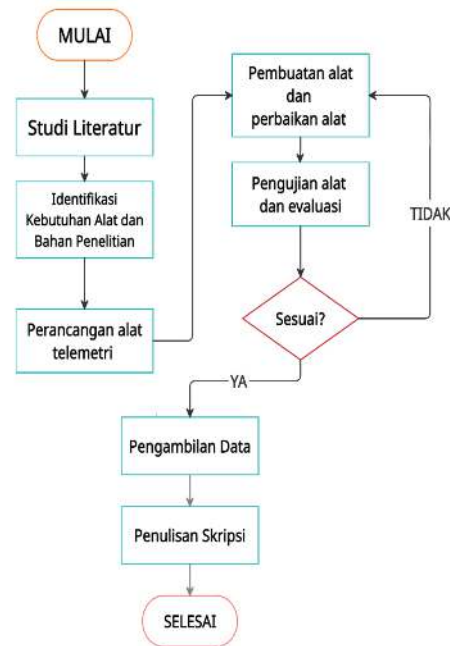 MULAI
Studi Literatur
Identifikasi
Kebutuhan Alat dan
Bahan Penelitian
Perancangan alat
telemetri
Pembuatan alat
dan
perbaikan alat
Pengujian alat
dan evaluasi
Sesuai?
TIDAK
YA
Pengambilan Data
Penulisan Skripsi
SELESAI